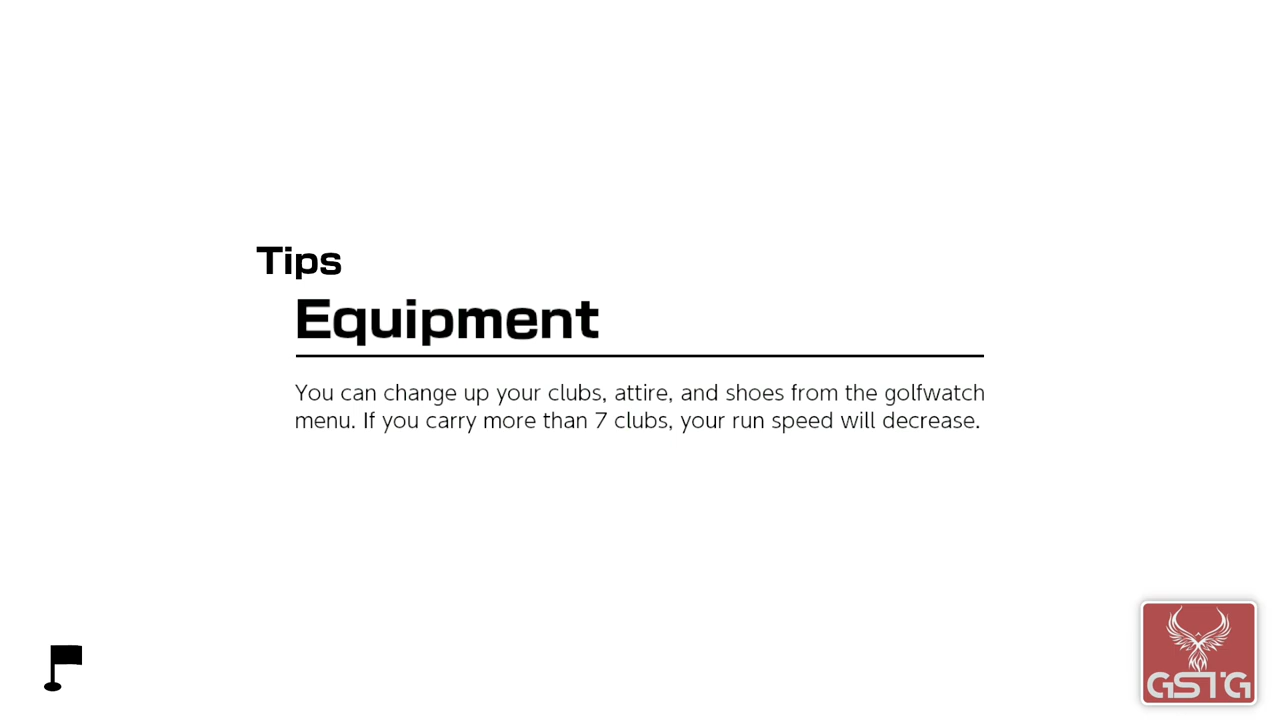 Tips
Equipment
You can change up your clubs, attire, and shoes from the golfwatch
menu. If you carry more than 7 clubs, your run speed will decrease.
GSTG